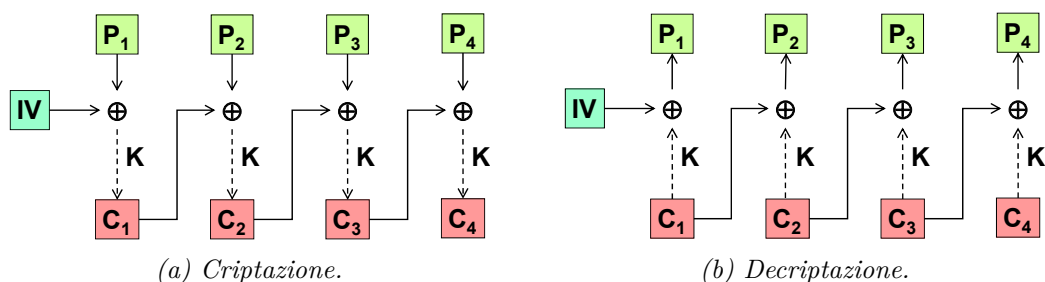 P₁ P₂ P₃ P₄
IV ⊕ ⊕ ⊕ ⊕
K K K K
C₁ C₂ C₃ C₄
(a) Criptazione.
P₁ P₂ P₃ P₄
IV ⊕ ⊕ ⊕ ⊕
K K K K
C₁ C₂ C₃ C₄
(b) Decriptazione.